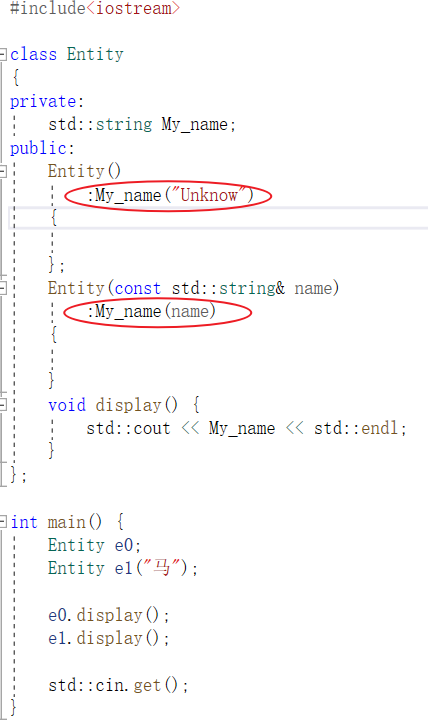 #include<iostream>
class Entity
{
private:
std::string My_name;
public:
Entity()
:My_name("Unknow")
{
};
Entity(const std::string& name)
:My_name(name)
{
}
void display() {
std::cout << My_name << std::endl;
}
};
int main() {
Entity e0;
Entity e1("马");
e0.display();
e1.display();
std::cin.get();
}